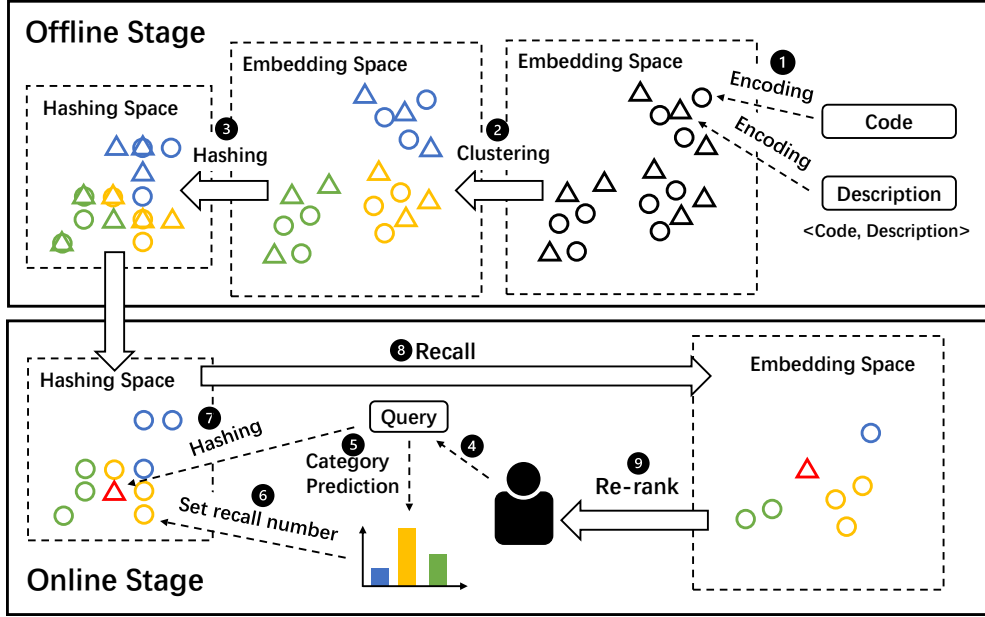 Offline Stage
Hashing Space
3
Hashing
Embedding Space
2
Clustering
Embedding Space
1
Encoding
Encoding
Code
Description
<Code, Description>
8 Recall
Hashing Space
7
Hashing
Query
4
5
Category
Prediction
6
Set recall number
9
Re-rank
Embedding Space
Online Stage